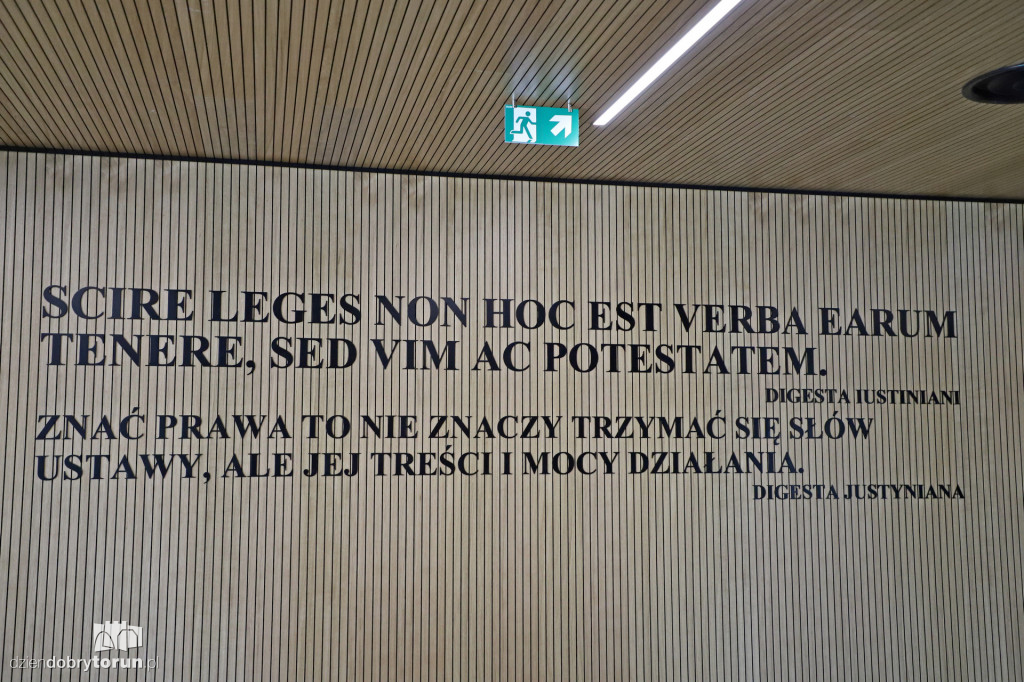 SCIRE LEGES NON HOC EST VERBA EARUM
TENERE, SED VIM AC POTESTATEM.
DIGESTA IUSTINIANI
ZNAĆ PRAWA TO NIE ZNACZY TRZYMAĆ SIĘ SŁÓW
USTAWY, ALE JEJ TREŚCI I MOCY DZIAŁANIA.
DIGESTA JUSTYNIANA
dziendobrytorun.pl